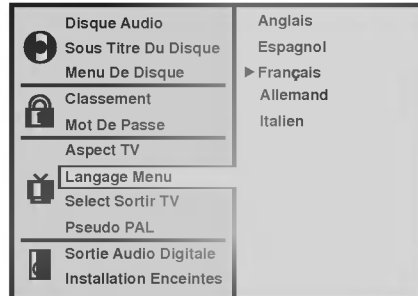 Disque Audio
Sous Titre Du Disque
Menu De Disque
Classement
Mot De Passe
Aspect TV
Langage Menu
Select Sortir TV
Pseudo PAL
Sortie Audio Digitale
Installation Enceintes
Anglais
Espagnol
Français
Allemand
Italien